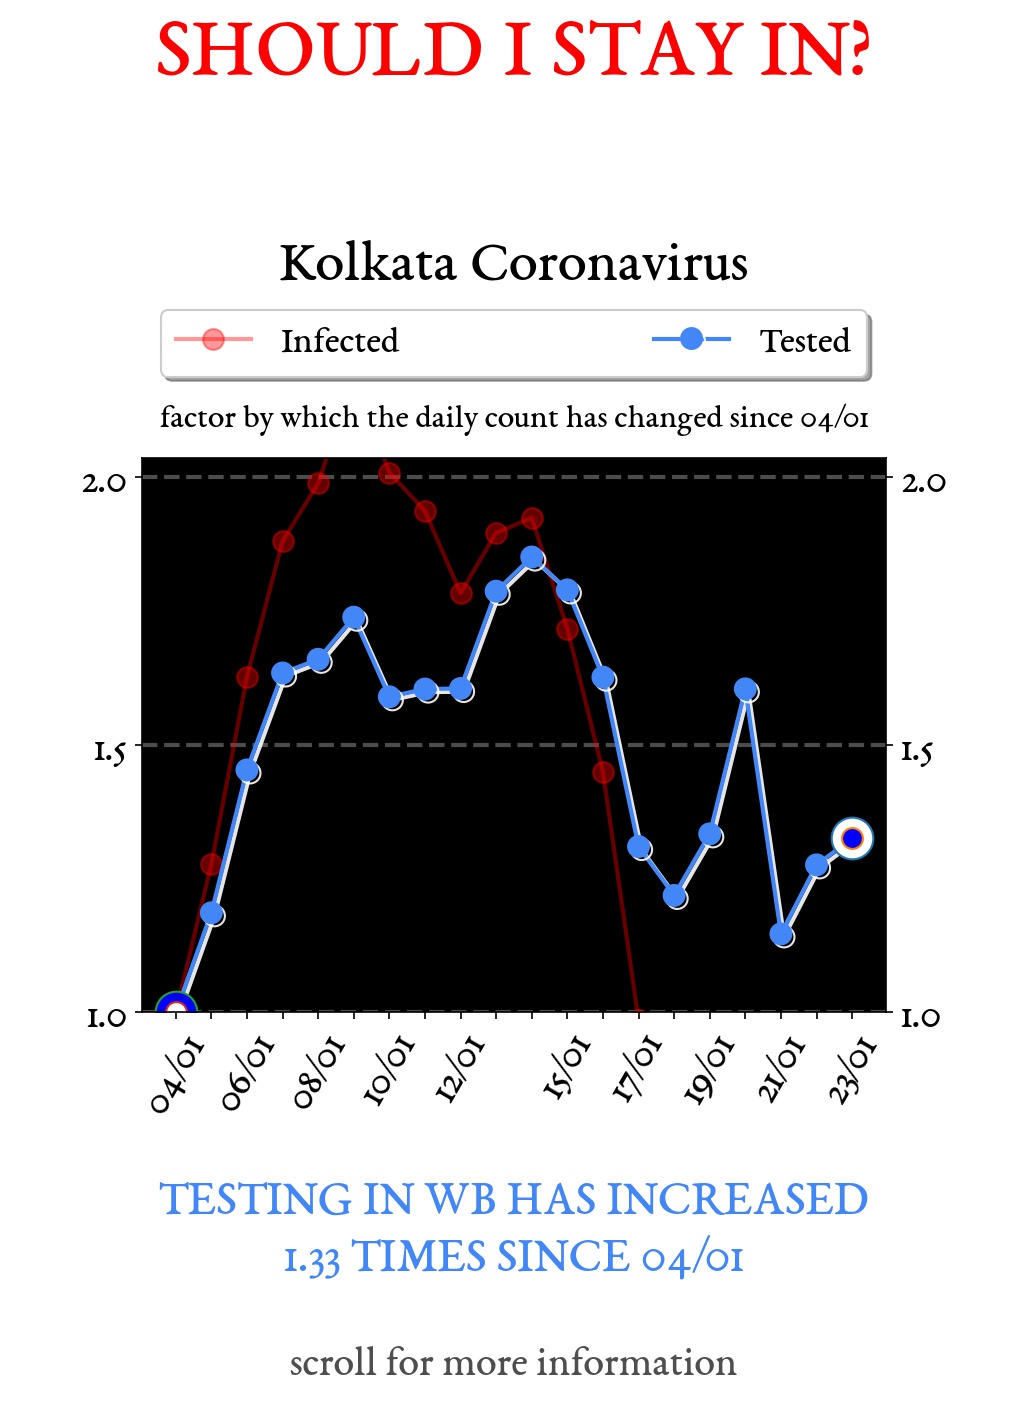 SHOULD I STAY IN?
Kolkata Coronavirus
Infected Tested
factor by which the daily count has changed since 04/01
2.0 2.0
1.5 1.5
1.0 1.0
04/01 06/01 08/01 10/01 12/01 15/01 17/01 19/01 21/01 23/01
TESTING IN WB HAS INCREASED
1.33 TIMES SINCE 04/01
scroll for more information